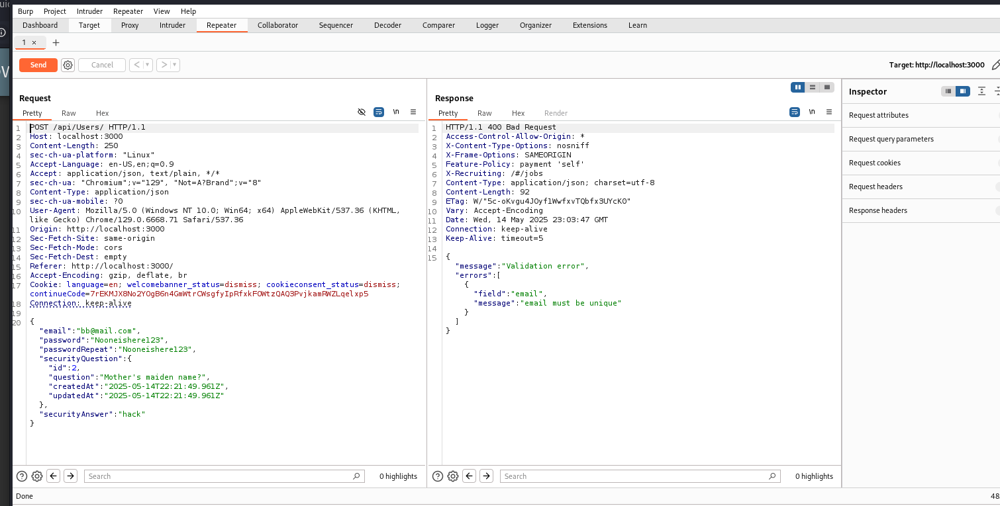 Burp Project Intruder Repeater View Help
Dashboard Target Proxy Intruder Repeater Collaborator Sequencer Decoder Comparer Logger Organizer Extensions Learn
1 × +
Send Cancel < >
Target: http://localhost:3000
Request
Pretty Raw Hex \n
1 POST /api/Users/ HTTP/1.1
2 Host: localhost:3000
3 Content-Length: 250
4 sec-ch-ua-platform: "Linux"
5 Accept-Language: en-US,en;q=0.9
6 Accept: application/json, text/plain, */*
7 sec-ch-ua: "Chromium";v="129", "Not=A?Brand";v="8"
8 Content-Type: application/json
9 sec-ch-ua-mobile: ?0
10 User-Agent: Mozilla/5.0 (Windows NT 10.0; Win64; x64) AppleWebKit/537.36 (KHTML,
like Gecko) Chrome/129.0.6668.71 Safari/537.36
11 Origin: http://localhost:3000
12 Sec-Fetch-Site: same-origin
13 Sec-Fetch-Mode: cors
14 Sec-Fetch-Dest: empty
15 Referer: http://localhost:3000/
16 Accept-Encoding: gzip, deflate, br
17 Cookie: language=en; welcomebanner_status=dismiss; cookieconsent_status=dismiss;
continueCode=7rEKMJX8No2YOgB6n4GmWtrCWsgfyIpRfxkFOWtzQAQ3PvjkamRWZLqelxp5
18 Connection: keep-alive
19
20 {
"email":"bb@mail.com",
"password":"Nooneishere123",
"passwordRepeat":"Nooneishere123",
"securityQuestion":{
"id":2,
"question":"Mother's maiden name?",
"createdAt":"2025-05-14T22:21:49.961Z",
"updatedAt":"2025-05-14T22:21:49.961Z"
},
"securityAnswer":"hack"
}
Search 0 highlights
Response
Pretty Raw Hex Render \n
1 HTTP/1.1 400 Bad Request
2 Access-Control-Allow-Origin: *
3 X-Content-Type-Options: nosniff
4 X-Frame-Options: SAMEORIGIN
5 Feature-Policy: payment 'self'
6 X-Recruiting: /#/jobs
7 Content-Type: application/json; charset=utf-8
8 Content-Length: 92
9 ETag: W/"5c-oKvgu4JOyf1WwfxvTQbfx3UYcK0"
10 Vary: Accept-Encoding
11 Date: Wed, 14 May 2025 23:03:47 GMT
12 Connection: keep-alive
13 Keep-Alive: timeout=5
14
15 {
"message":"Validation error",
"errors":[
{
"field":"email",
"message":"email must be unique"
}
]
}
Search 0 highlights
Inspector
Request attributes
Request query parameters
Request cookies
Request headers
Response headers
Done
48